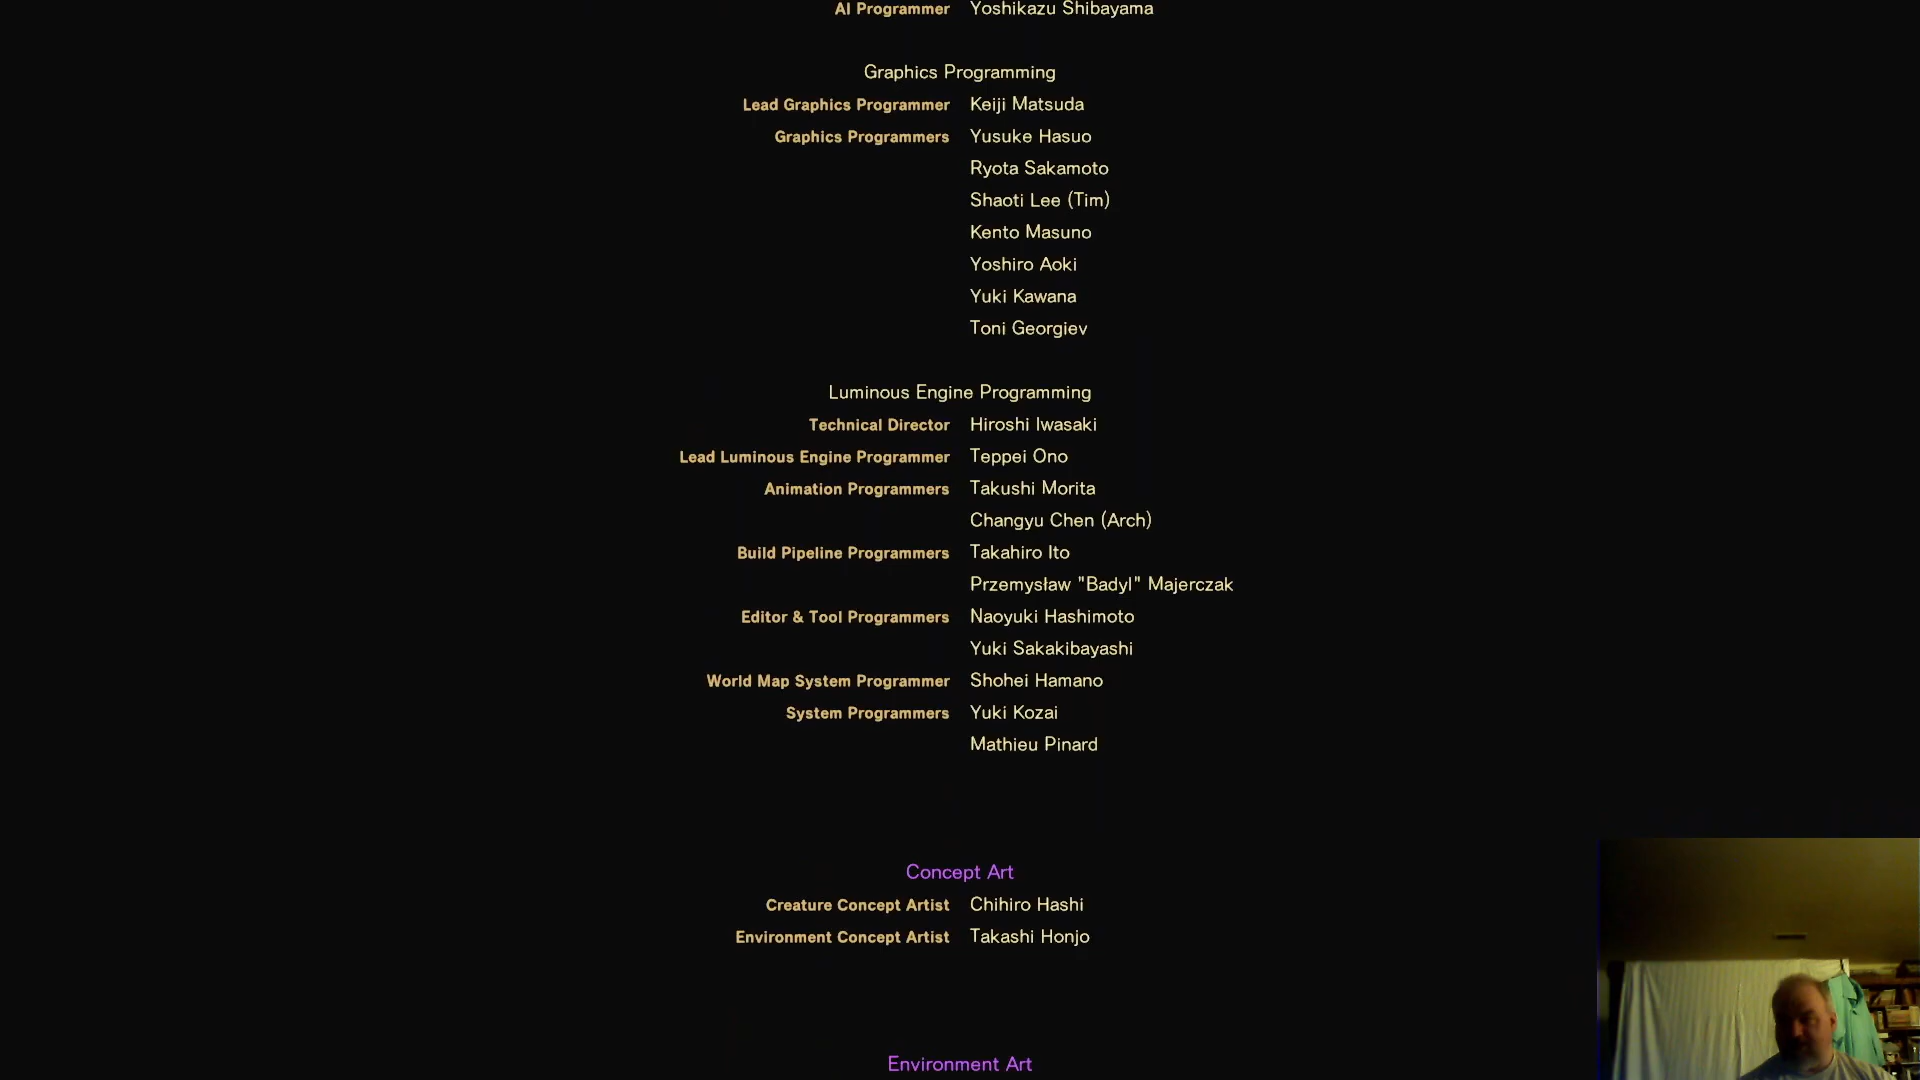 AI Programmer Yoshikazu Shibayama
Graphics Programming
Lead Graphics Programmer Keiji Matsuda
Graphics Programmers Yusuke Hasuo
Ryota Sakamoto
Shaoti Lee (Tim)
Kento Masuno
Yoshiro Aoki
Yuki Kawana
Toni Georgiev
Luminous Engine Programming
Technical Director Hiroshi Iwasaki
Lead Luminous Engine Programmer Teppei Ono
Animation Programmers Takushi Morita
Changyu Chen (Arch)
Build Pipeline Programmers Takahiro Ito
Przemysław "Badyl" Majerczak
Editor & Tool Programmers Naoyuki Hashimoto
Yuki Sakakibayashi
World Map System Programmer Shohei Hamano
System Programmers Yuki Kozai
Mathieu Pinard
Concept Art
Creature Concept Artist Chihiro Hashi
Environment Concept Artist Takashi Honjo
Environment Art